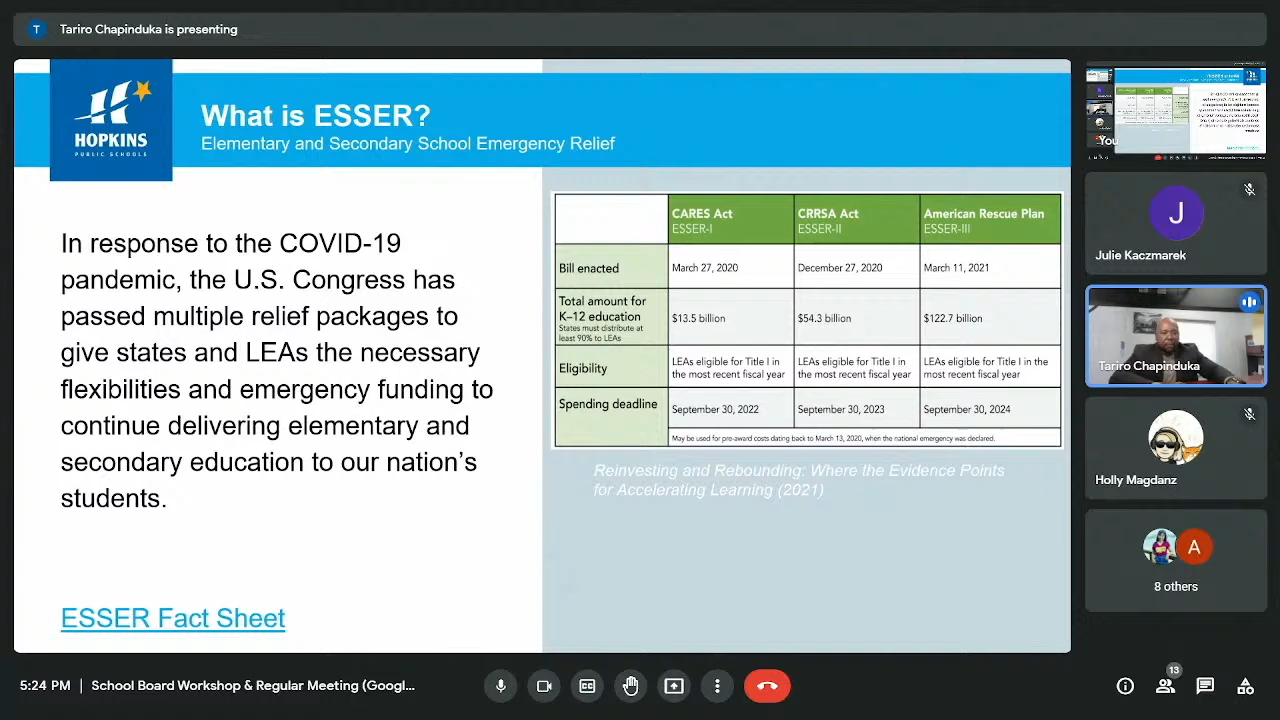 T
Tariro Chapinduka is presenting
HOPKINS
PUBLIC SCHOOLS
What is ESSER?
Elementary and Secondary School Emergency Relief
In response to the COVID-19
pandemic, the U.S. Congress has
passed multiple relief packages to
give states and LEAs the necessary
flexibilities and emergency funding to
continue delivering elementary and
secondary education to our nation's
students.
ESSER Fact Sheet
CARES Act CRRSA Act American Rescue Plan
ESSER-I ESSER-II ESSER-III
Bill enacted March 27, 2020 December 27, 2020 March 11, 2021
Total amount for
K–12 education $13.5 billion $54.3 billion $122.7 billion
States must distribute at
least 90% to LEAs
Eligibility LEAs eligible for Title I in LEAs eligible for Title I in LEAs eligible for Title I in the
the most recent fiscal year the most recent fiscal year most recent fiscal year
Spending deadline September 30, 2022 September 30, 2023 September 30, 2024
May be used for pre-award costs dating back to March 13, 2020, when the national emergency was declared.
Reinvesting and Rebounding: Where the Evidence Points
for Accelerating Learning (2021)
You
J
Julie Kaczmarek
Tariro Chapinduka
Holly Magdanz
A
8 others
5:24 PM | School Board Workshop & Regular Meeting (Googl...
CC
13